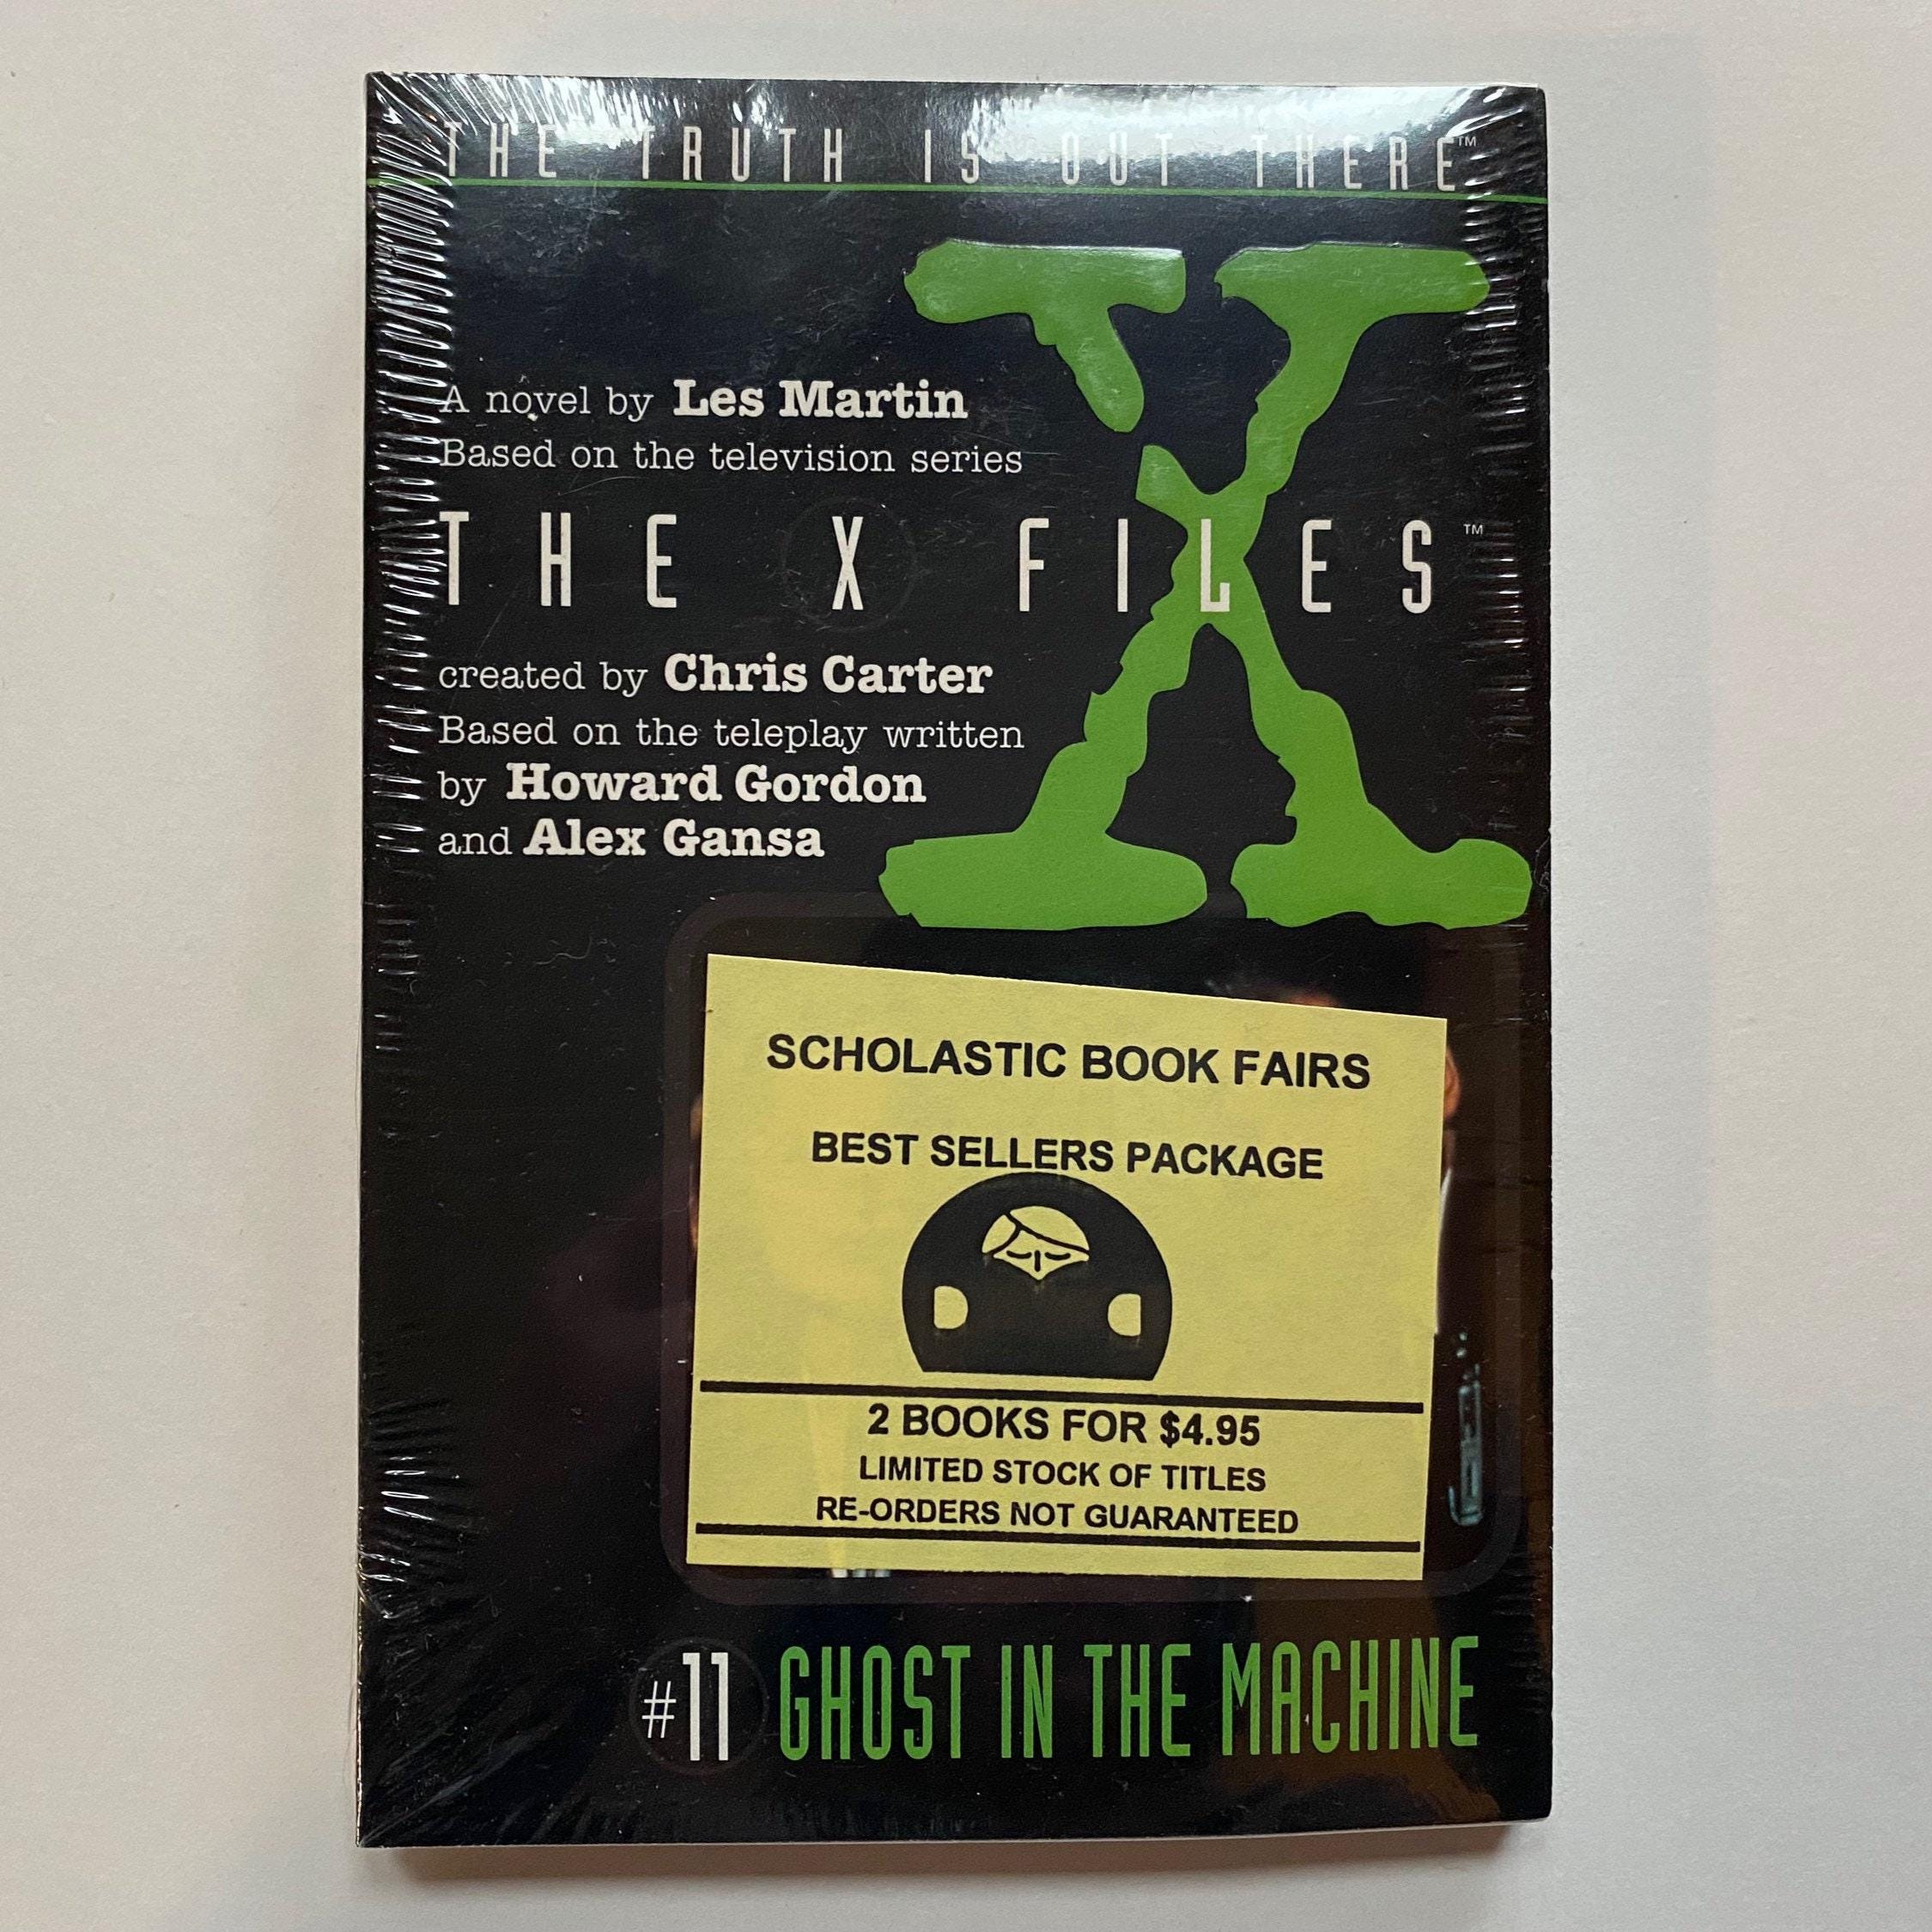 THE TRUTH IS OUT THERE™
A novel by Les Martin
Based on the television series
THE X FILES™
created by Chris Carter
Based on the teleplay written
by Howard Gordon
and Alex Gansa
SCHOLASTIC BOOK FAIRS
BEST SELLERS PACKAGE
2 BOOKS FOR $4.95
LIMITED STOCK OF TITLES
RE-ORDERS NOT GUARANTEED
#11 GHOST IN THE MACHINE